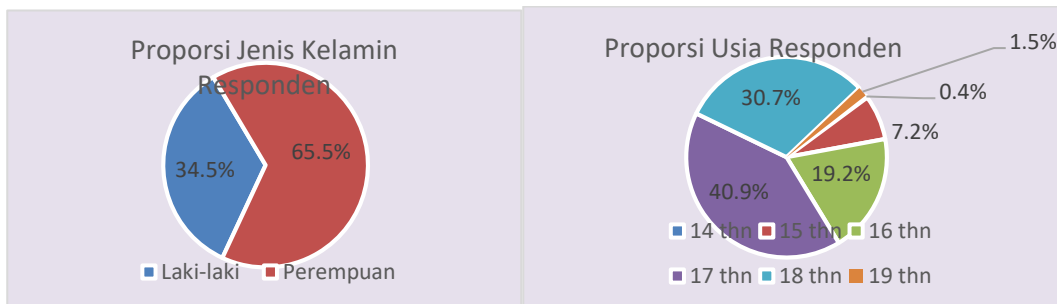 Proporsi Jenis Kelamin
Responden
34.5%
65.5%
Laki-laki
Perempuan
Proporsi Usia Responden
1.5%
0.4%
30.7%
7.2%
19.2%
40.9%
14 thn
15 thn
16 thn
17 thn
18 thn
19 thn